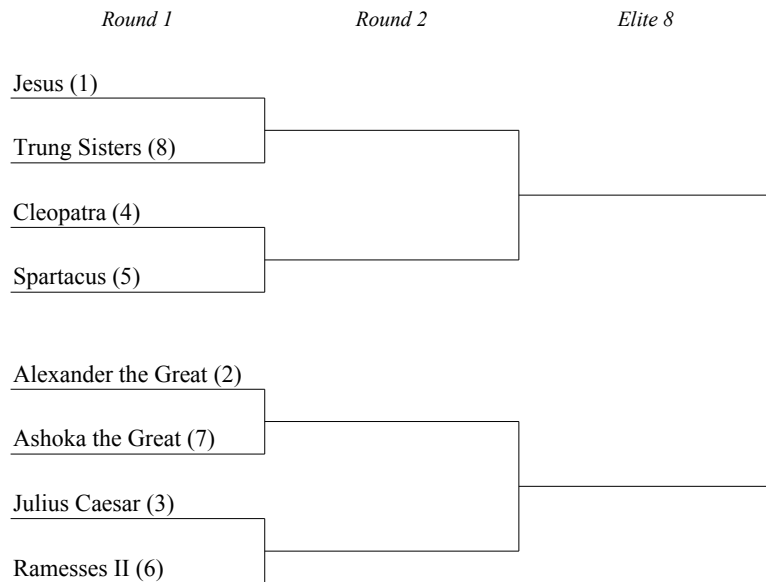 Round 1 Round 2 Elite 8
Jesus (1)
Trung Sisters (8)
Cleopatra (4)
Spartacus (5)
Alexander the Great (2)
Ashoka the Great (7)
Julius Caesar (3)
Ramesses II (6)